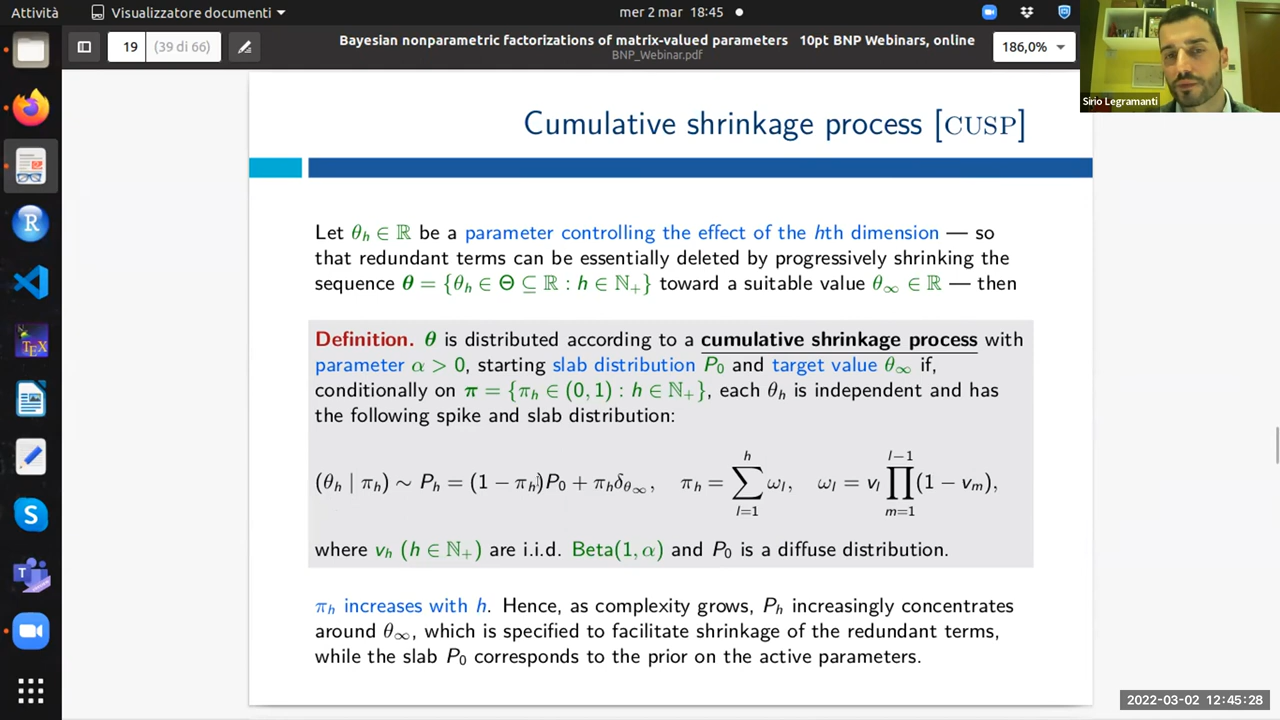 Attività
Visualizzatore documenti
mer 2 mar 18:45
19
(39 di 66)
Bayesian nonparametric factorizations of matrix-valued parameters 10pt BNP Webinars, online
BNP_Webinar.pdf
186,0%
Sirio Legramanti
Cumulative shrinkage process [CUSP]
Let θ_h ∈ ℝ be a parameter controlling the effect of the hth dimension — so
that redundant terms can be essentially deleted by progressively shrinking the
sequence θ = {θ_h ∈ Θ ⊆ ℝ : h ∈ ℕ₊} toward a suitable value θ_∞ ∈ ℝ — then
Definition. θ is distributed according to a cumulative shrinkage process with
parameter α > 0, starting slab distribution P₀ and target value θ_∞ if,
conditionally on π = {π_h ∈ (0, 1) : h ∈ ℕ₊}, each θ_h is independent and has
the following spike and slab distribution:
(θ_h | π_h) ∼ P_h = (1 − π_h)P₀ + π_h δ_{θ_∞}, π_h = ∑_{l=1}^{h} ω_l, ω_l = v_l ∏_{m=1}^{l−1} (1 − v_m),
where v_h (h ∈ ℕ₊) are i.i.d. Beta(1, α) and P₀ is a diffuse distribution.
π_h increases with h. Hence, as complexity grows, P_h increasingly concentrates
around θ_∞, which is specified to facilitate shrinkage of the redundant terms,
while the slab P₀ corresponds to the prior on the active parameters.
2022-03-02 12:45:28